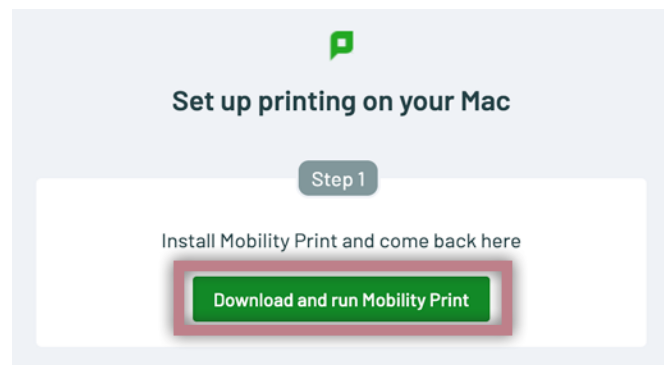 Set up printing on your Mac
Step 1
Install Mobility Print and come back here
Download and run Mobility Print